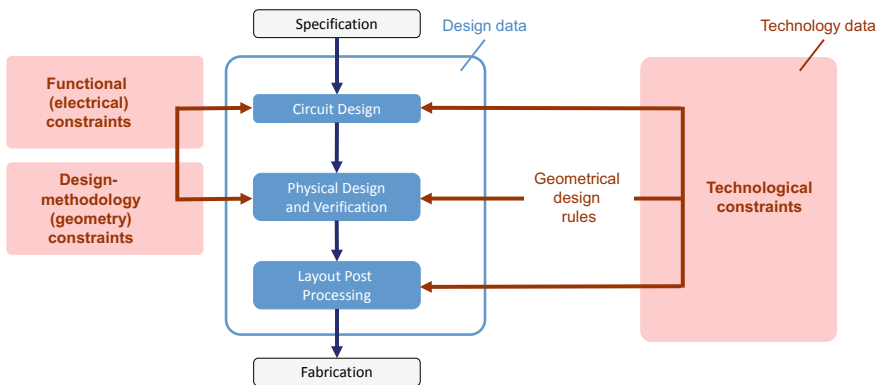 Specification
Design data
Technology data
Functional
(electrical)
constraints
Circuit Design
Design-
methodology
(geometry)
constraints
Physical Design
and Verification
Geometrical
design
rules
Technological
constraints
Layout Post
Processing
Fabrication